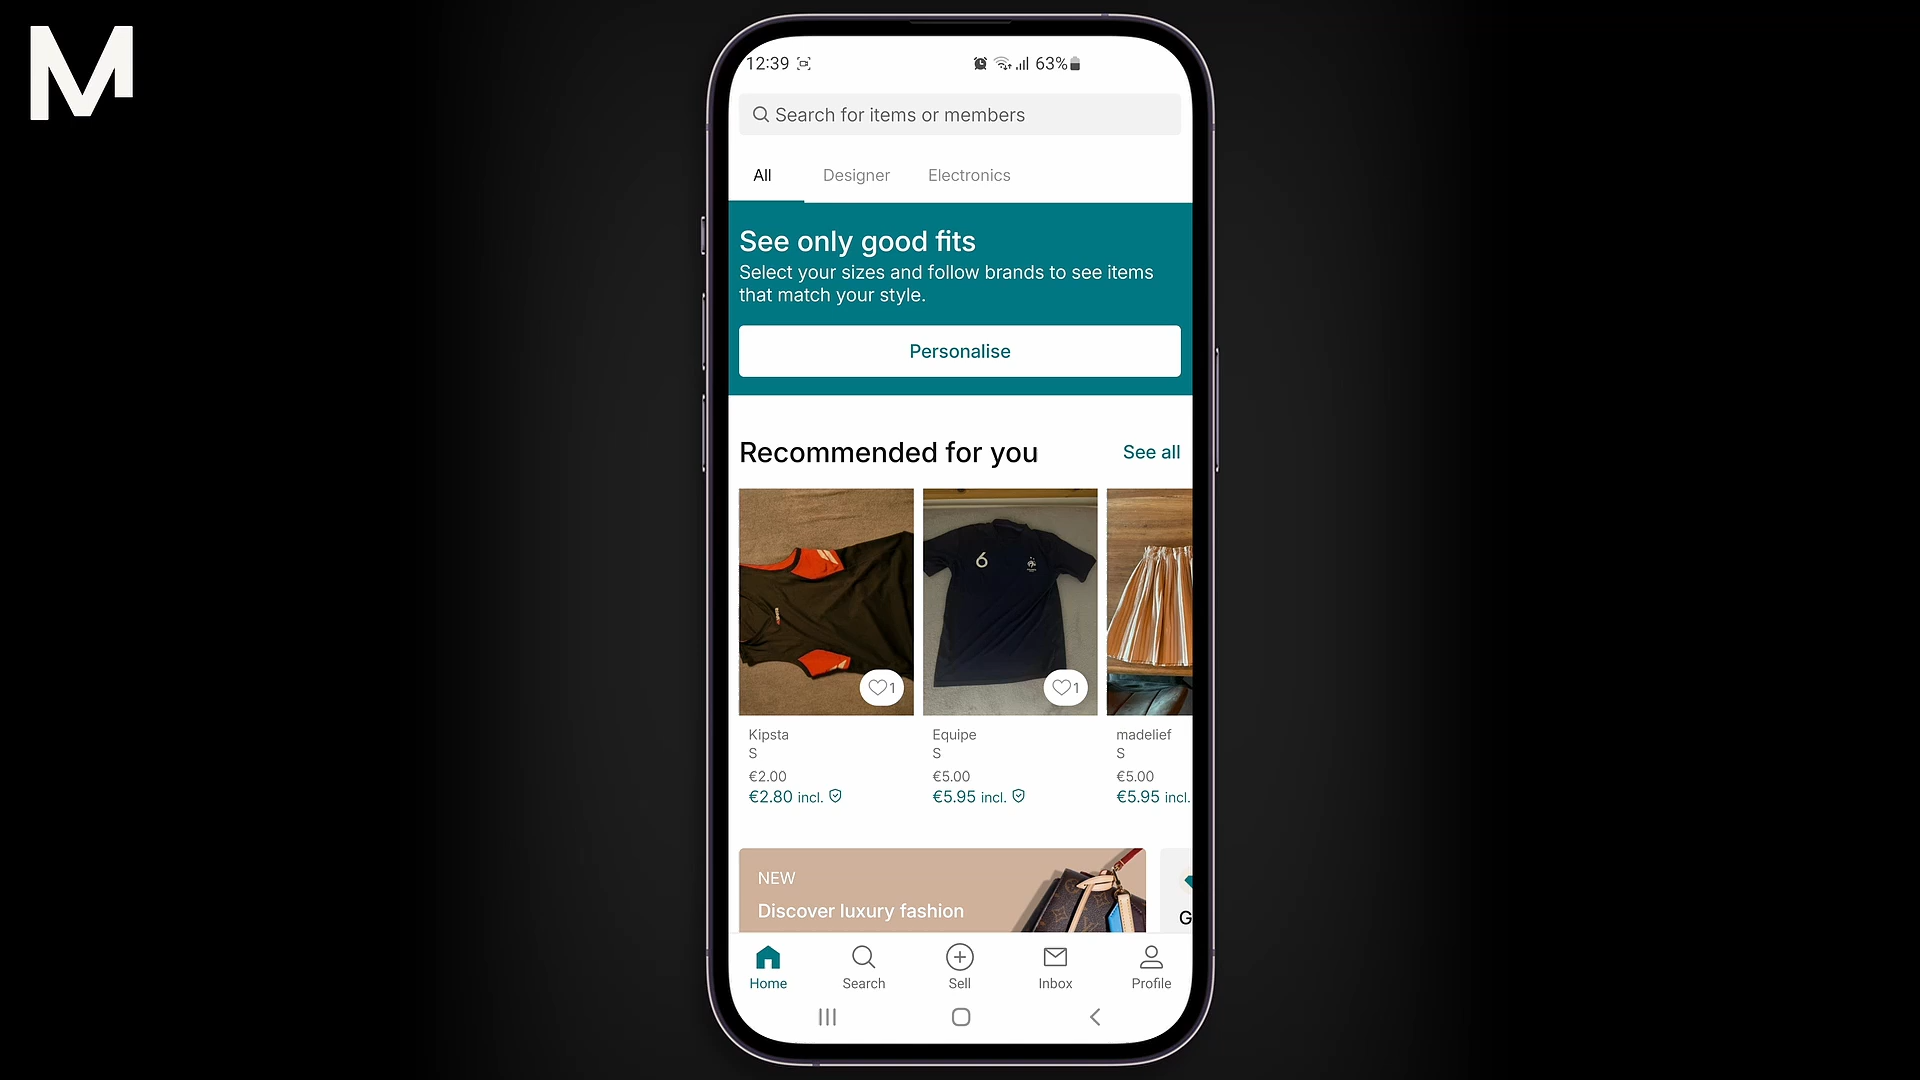 M
12:39 63%
Search for items or members
All Designer Electronics
See only good fits
Select your sizes and follow brands to see items
that match your style.
Personalise
Recommended for you See all
6
1 1
Kipsta Equipe madelief
S S S
€2.00 €5.00 €5.00
€2.80 incl. €5.95 incl. €5.95 incl.
NEW
Discover luxury fashion
G
Home Search Sell Inbox Profile